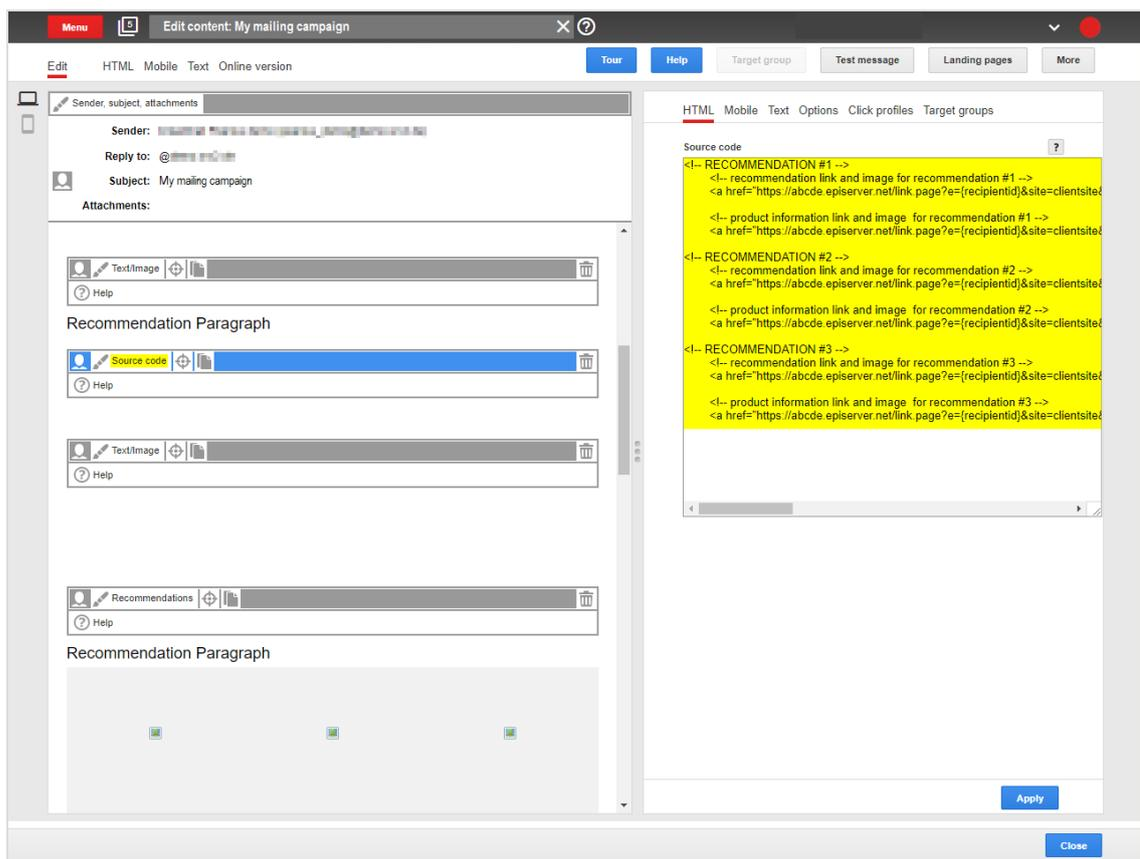 Menu
5
Edit content: My mailing campaign
Edit HTML Mobile Text Online version
Tour Help Target group Test message Landing pages More
Sender, subject, attachments
Sender:
Reply to: @
Subject: My mailing campaign
Attachments:
Text/Image
? Help
Recommendation Paragraph
Source code
? Help
Text/Image
? Help
Recommendations
? Help
Recommendation Paragraph
HTML Mobile Text Options Click profiles Target groups
Source code ?
<!-- RECOMMENDATION #1 -->
<!-- recommendation link and image for recommendation #1 -->
<a href="https://abcde.episerver.net/link.page?e={recipientid}&site=clientsite&
<!-- product information link and image  for recommendation #1 -->
<a href="https://abcde.episerver.net/link.page?e={recipientid}&site=clientsite&
<!-- RECOMMENDATION #2 -->
<!-- recommendation link and image for recommendation #2 -->
<a href="https://abcde.episerver.net/link.page?e={recipientid}&site=clientsite&
<!-- product information link and image  for recommendation #2 -->
<a href="https://abcde.episerver.net/link.page?e={recipientid}&site=clientsite&
<!-- RECOMMENDATION #3 -->
<!-- recommendation link and image for recommendation #3 -->
<a href="https://abcde.episerver.net/link.page?e={recipientid}&site=clientsite&
<!-- product information link and image  for recommendation #3 -->
<a href="https://abcde.episerver.net/link.page?e={recipientid}&site=clientsite&
Apply
Close